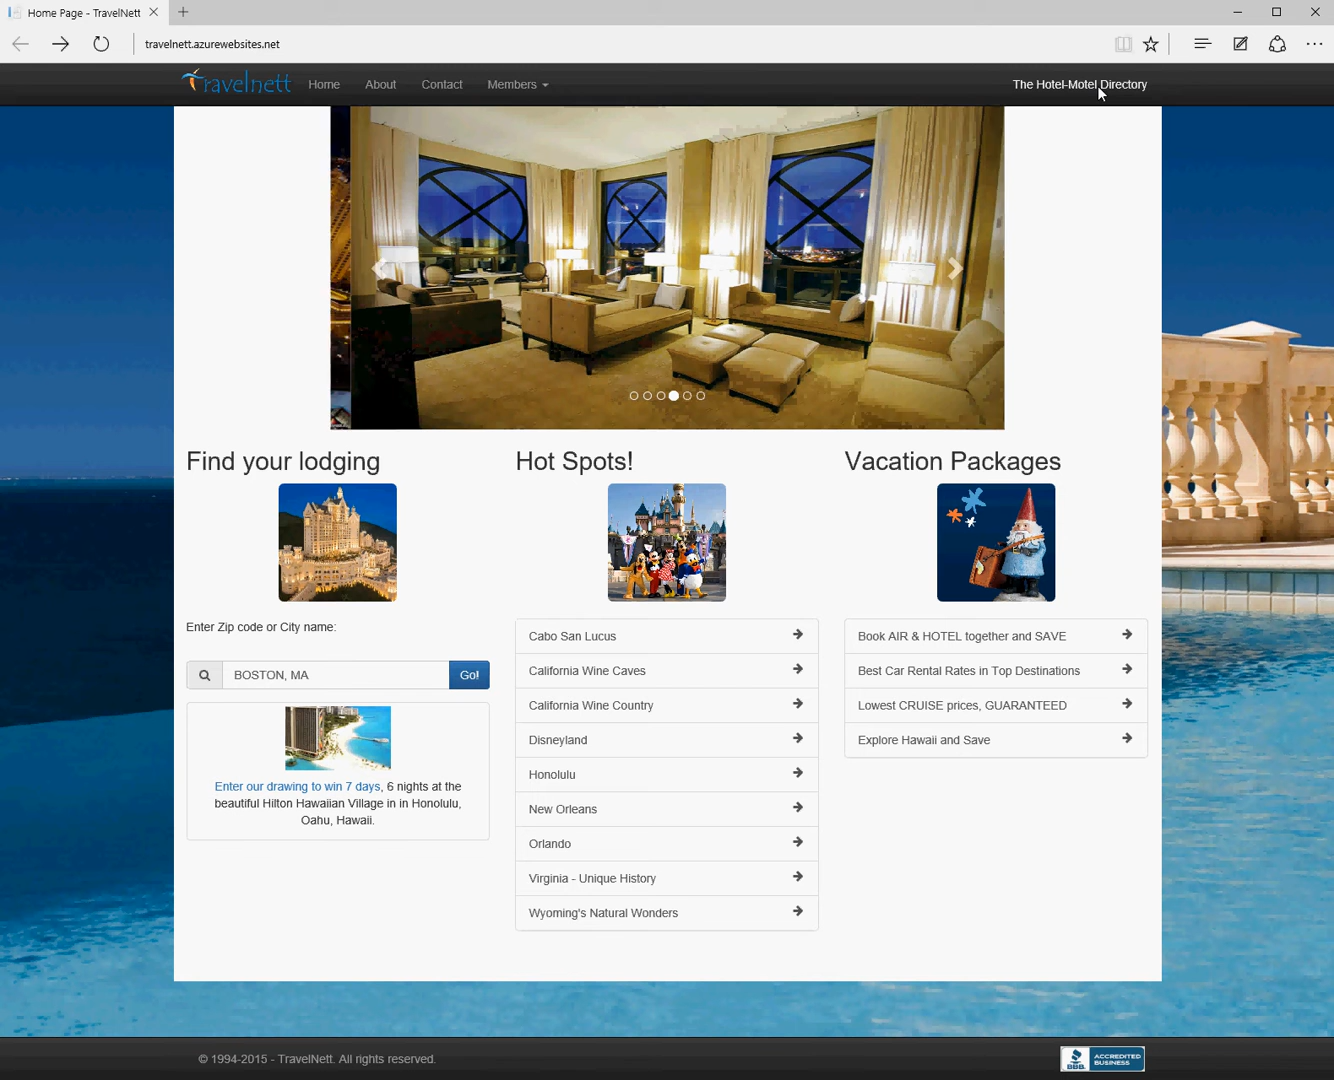 Home Page - TravelNett
travelnett.azurewebsites.net
Travelnett
Home
About
Contact
Members
The Hotel-Motel Directory
Find your lodging
Enter Zip code or City name:
BOSTON, MA
Go!
Enter our drawing to win 7 days, 6 nights at the
beautiful Hilton Hawaiian Village in in Honolulu,
Oahu, Hawaii.
Hot Spots!
Cabo San Lucus
California Wine Caves
California Wine Country
Disneyland
Honolulu
New Orleans
Orlando
Virginia - Unique History
Wyoming's Natural Wonders
Vacation Packages
Book AIR & HOTEL together and SAVE
Best Car Rental Rates in Top Destinations
Lowest CRUISE prices, GUARANTEED
Explore Hawaii and Save
© 1994-2015 - TravelNett. All rights reserved.
BBB.
ACCREDITED
BUSINESS